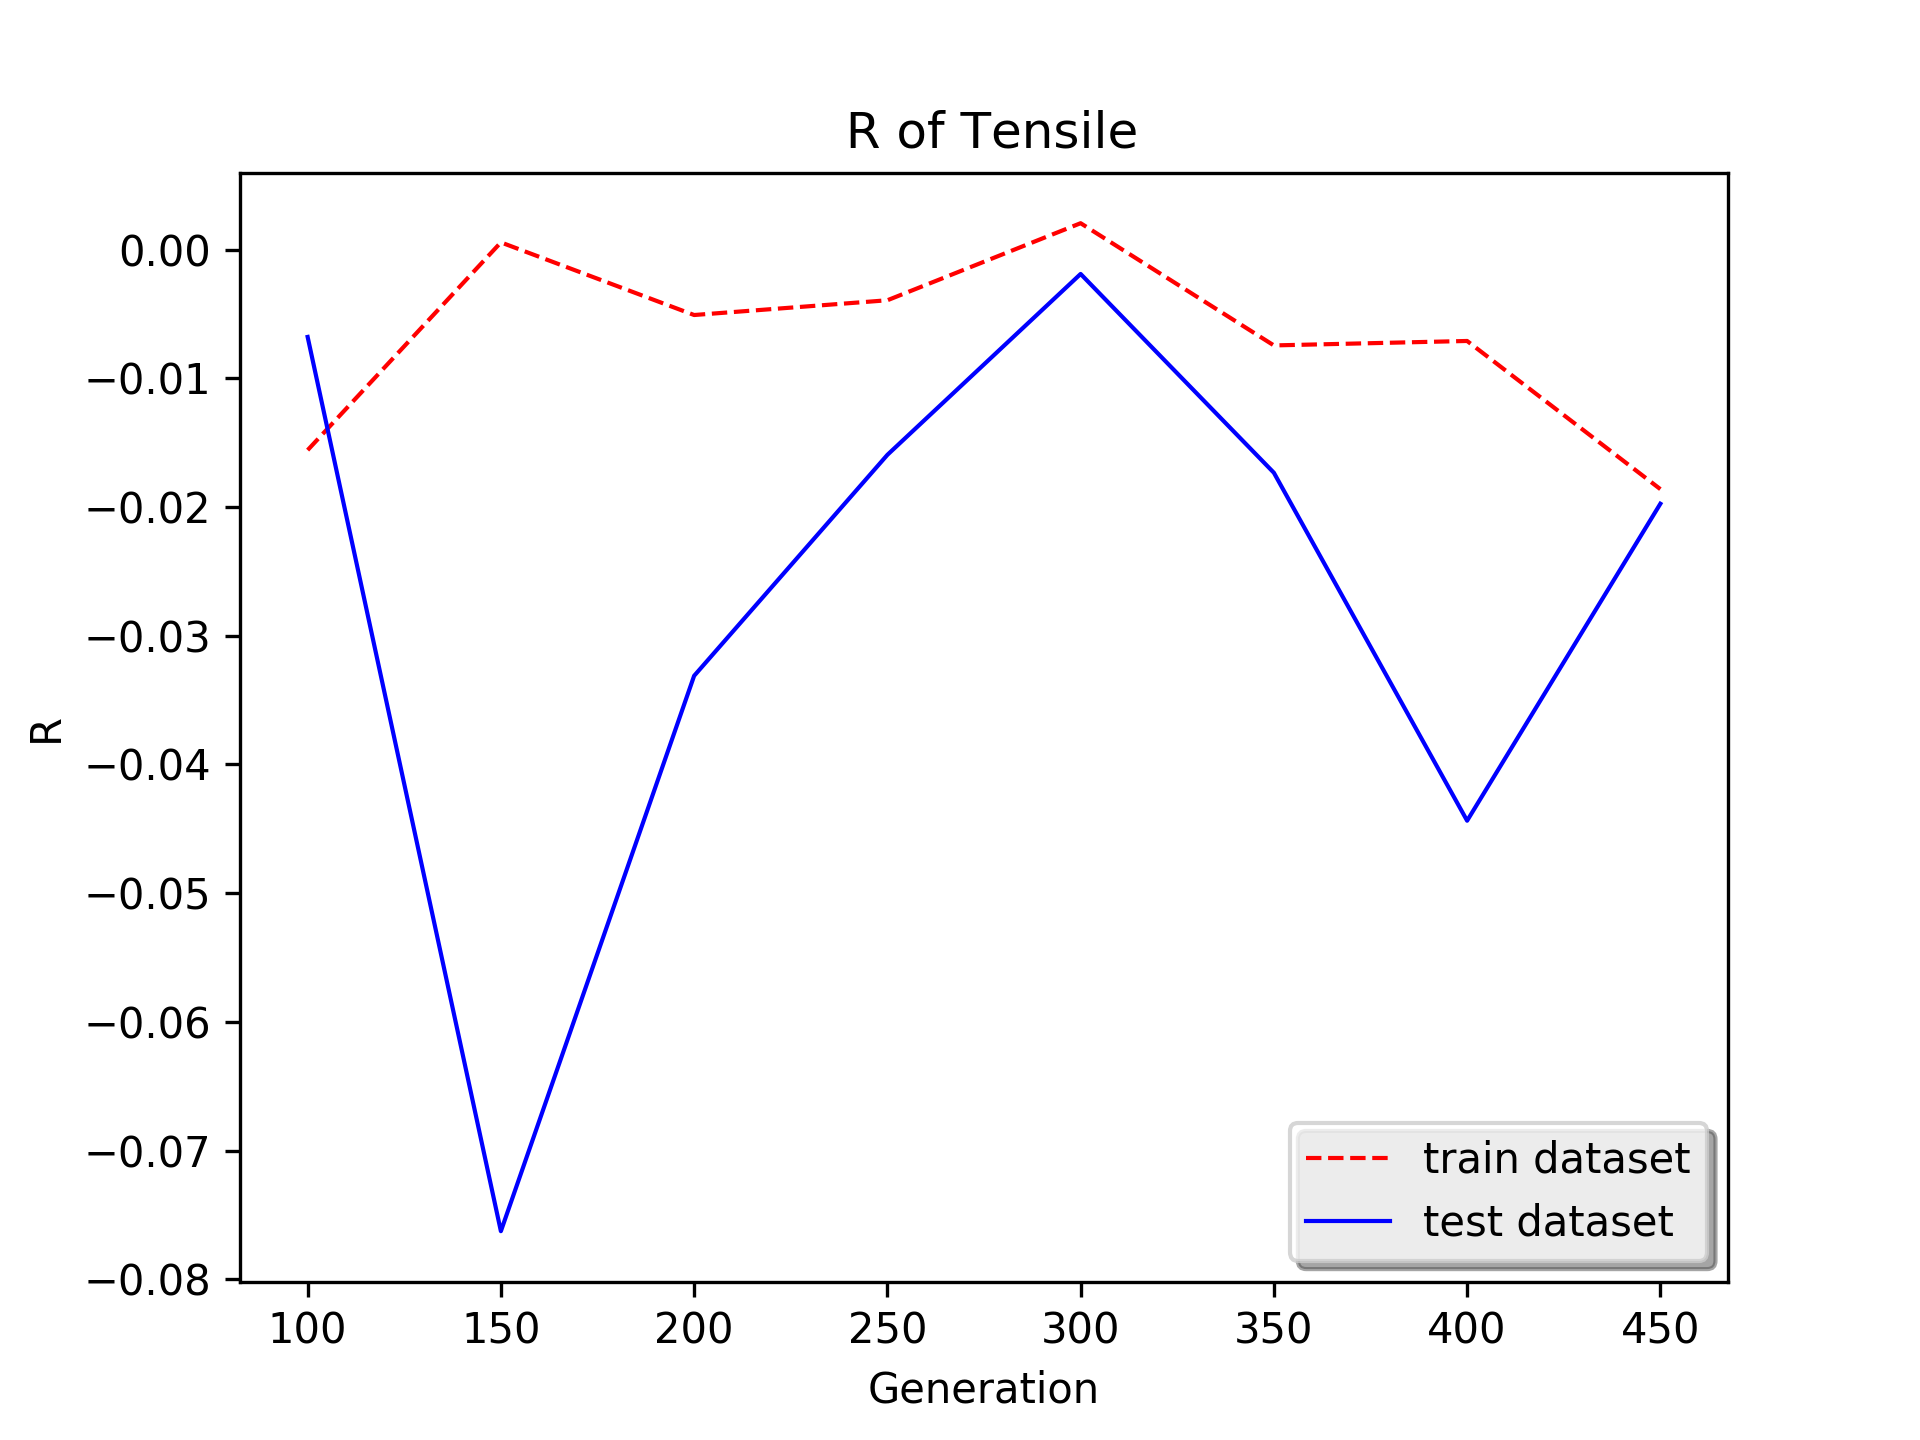 R of Tensile
R
0.00
−0.01
−0.02
−0.03
−0.04
−0.05
−0.06
−0.07
−0.08
train dataset
test dataset
100 150 200 250 300 350 400 450
Generation